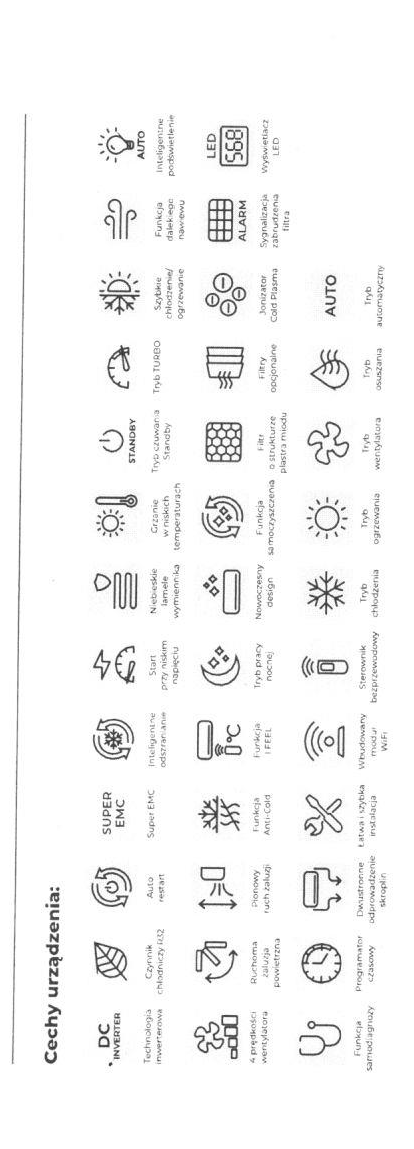 Cechy urządzenia:
DC
INVERTER
Technologia
inwerterowa
Czynnik
chłodniczy R32
Auto
restart
SUPER
EMC
Super EMC
Inteligentne
odszranianie
Start
przy niskim
napięciu
Niebieskie
lamele
wymiennika
Grzanie
w niskich
temperaturach
STANDBY
Tryb czuwania
Standby
Tryb TURBO
Szybkie
chłodzenie/
ogrzewanie
Funkcja
dalekiego
nawiewu
AUTO
Inteligentne
podświetlenie
4 prędkości
wentylatora
Ruchoma
żaluzja
powietrzna
Pionowy
ruch żaluzji
Funkcja
Anti-Cold
°C
Funkcja
I FEEL
Tryb pracy
nocnej
Nowoczesny
design
Funkcja
samoczyszczenia
Filtr
o strukturze
plastra miodu
Filtry
opcjonalne
Jonizator
Cold Plasma
ALARM
Sygnalizacja
zabrudzenia
filtra
LED
568
Wyświetlacz
LED
Funkcja
samodiagnozy
Programator
czasowy
Dwustronne
odprowadzenie
skroplin
Łatwa i szybka
instalacja
Wbudowany
moduł
WiFi
Sterownik
bezprzewodowy
Tryb
chłodzenia
Tryb
ogrzewania
Tryb
wentylatora
Tryb
osuszania
AUTO
Tryb
automatyczny